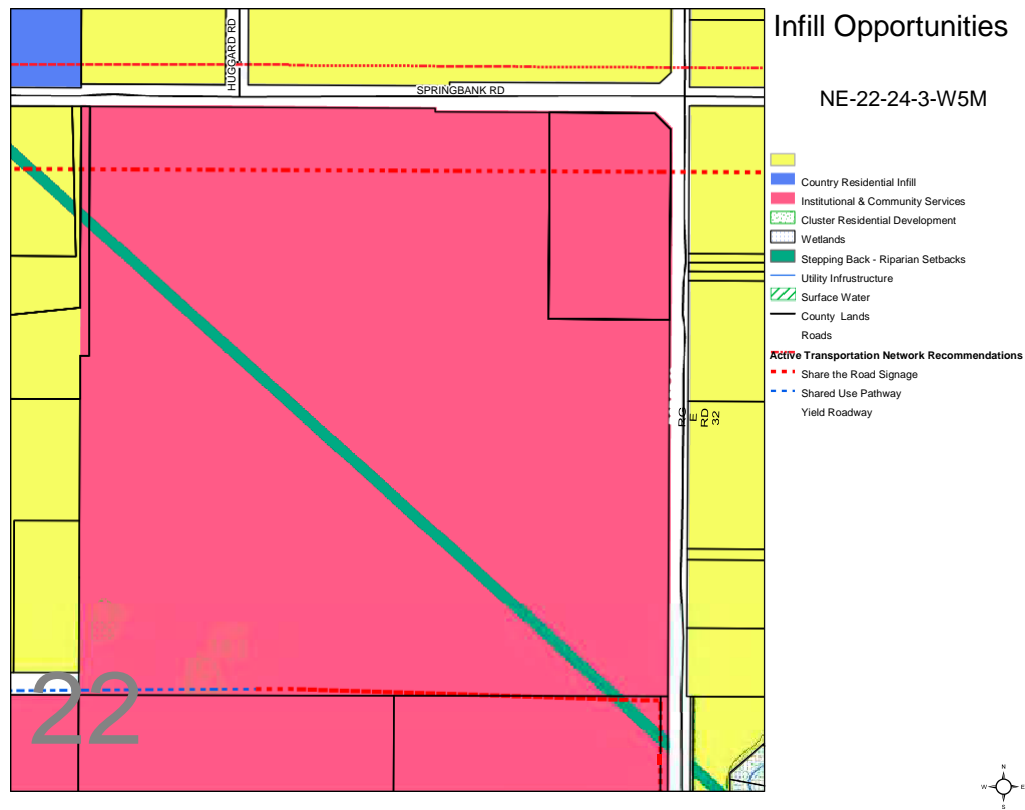 Infill Opportunities
NE-22-24-3-W5M
HUGGARD RD
SPRINGBANK RD
Country Residential Infill
Institutional & Community Services
Cluster Residential Development
Wetlands
Stepping Back - Riparian Setbacks
Utility Infrustructure
Surface Water
County Lands
Roads
Active Transportation Network Recommendations
Share the Road Signage
Shared Use Pathway
Yield Roadway
RG
E
RD
32
22
N
W
E
S